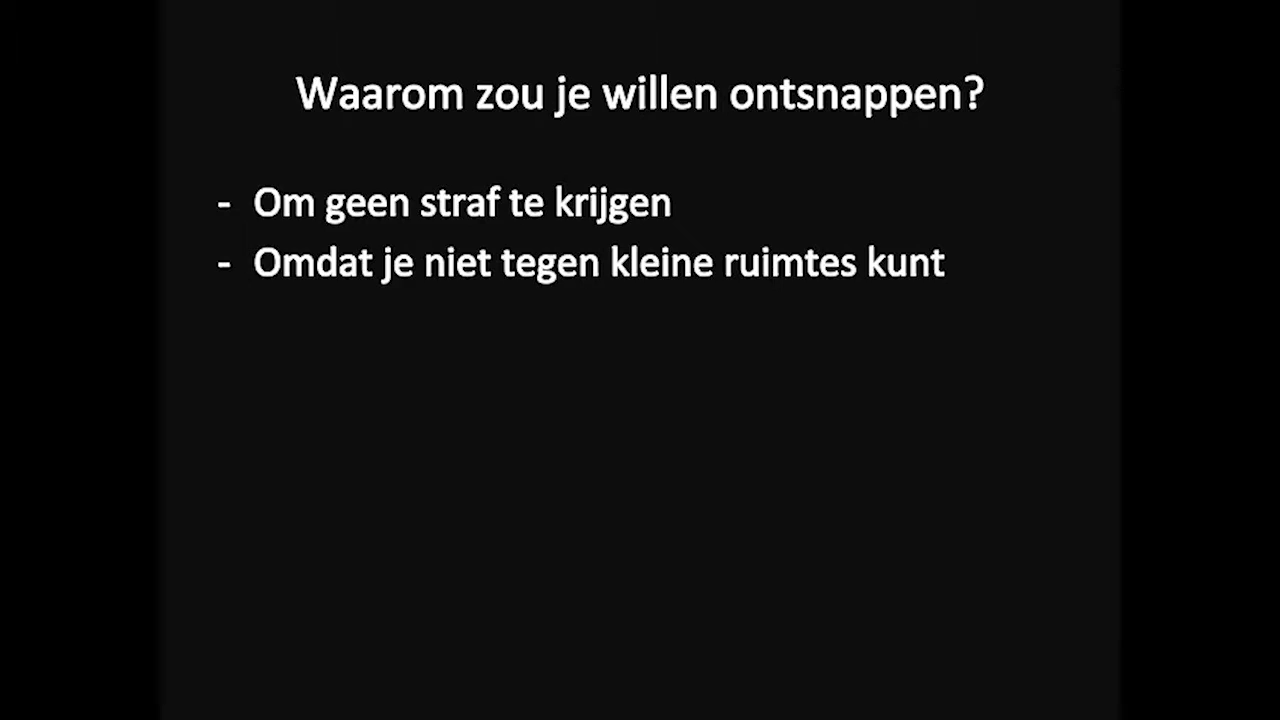 Waarom zou je willen ontsnappen?
- Om geen straf te krijgen
- Omdat je niet tegen kleine ruimtes kunt